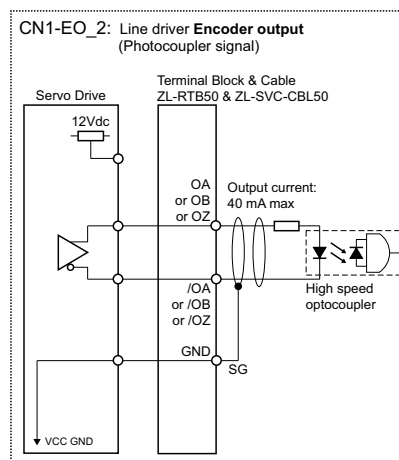 CN1-EO_2: Line driver Encoder output
(Photocoupler signal)
Terminal Block & Cable
ZL-RTB50 & ZL-SVC-CBL50
Servo Drive
12Vdc
OA
or OB
or OZ
Output current:
40 mA max
/OA
or /OB
or /OZ
High speed
optocoupler
GND
SG
VCC GND